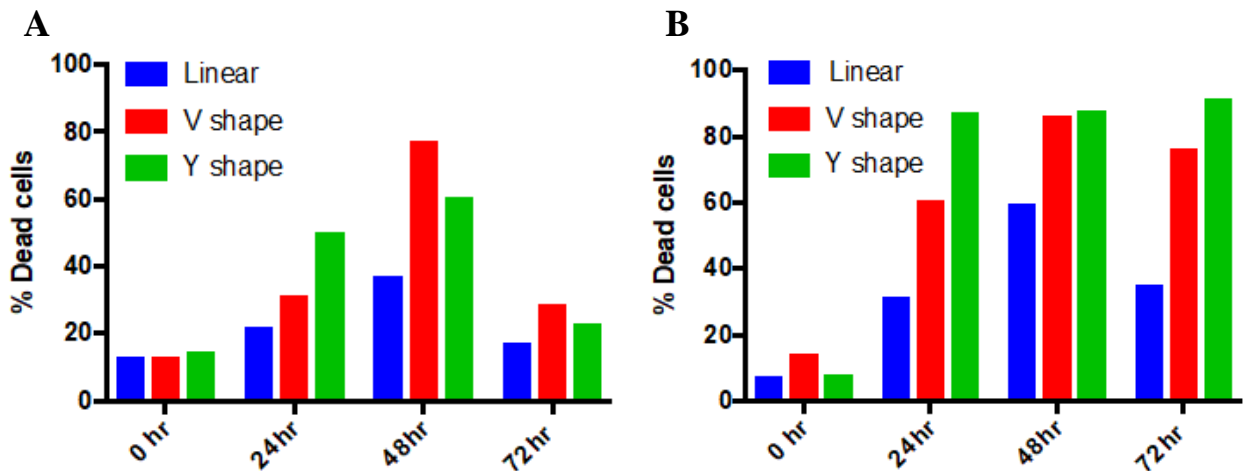 A
% Dead cells
100
80
60
40
20
0
Linear
V shape
Y shape
0 hr
24hr
48hr
72hr
B
% Dead cells
100
80
60
40
20
0
Linear
V shape
Y shape
0 hr
24hr
48hr
72hr